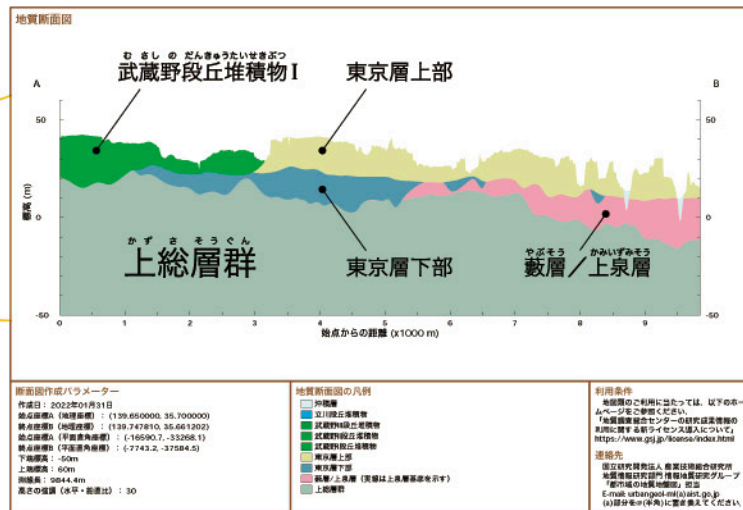 地質断面図
むさしの だんきゅうたいせきぶつ
武蔵野段丘堆積物I
東京層上部
A
B
50
50
標高 (m)
0
0
かずさそうぐん
上総層群
東京層下部
やぶそう かみいずみそう
藪層/上泉層
-50
-50
0 1 2 3 4 5 6 7 8 9
始点からの距離 (x1000 m)
断面図作成パラメーター
作成日: 2022年01月31日
始点座標A(地理座標): (139.650000, 35.700000)
終点座標B(地理座標): (139.747810, 35.661202)
始点座標A(平面直角座標): (-16590.7, -33268.1)
終点座標B(平面直角座標): (-7743.2, -37584.5)
下端標高: -50m
上端標高: 60m
測線長: 9844.4m
高さの強調(水平・鉛直比): 30
地質断面図の凡例
沖積層
立川段丘堆積物
武蔵野III段丘堆積物
武蔵野II段丘堆積物
武蔵野I段丘堆積物
東京層上部
東京層下部
藪層/上泉層(実線は上泉層基底を示す)
上総層群
利用条件
地図類のご利用に当たっては、以下のホー
ムページをご参照ください。
「地質調査総合センターの研究成果情報の
利用に関する新ライセンス導入について」
https://www.gsj.jp/license/index.html
連絡先
国立研究開発法人 産業技術総合研究所
地質情報研究部門 情報地質研究グループ
「都市域の地質地盤図」担当
E-mail: urbangeol-ml(a)aist.go.jp
(a)部分を@(半角)に置き換えてください。